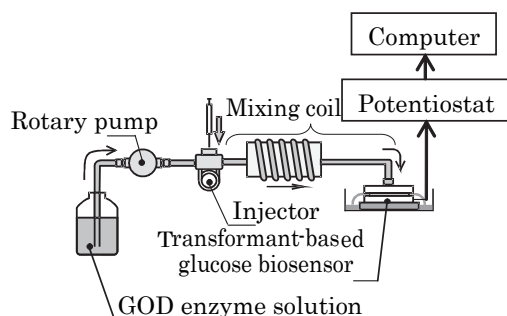 Computer
Potentiostat
Mixing coil
Rotary pump
Injector
Transformant-based
glucose biosensor
GOD enzyme solution